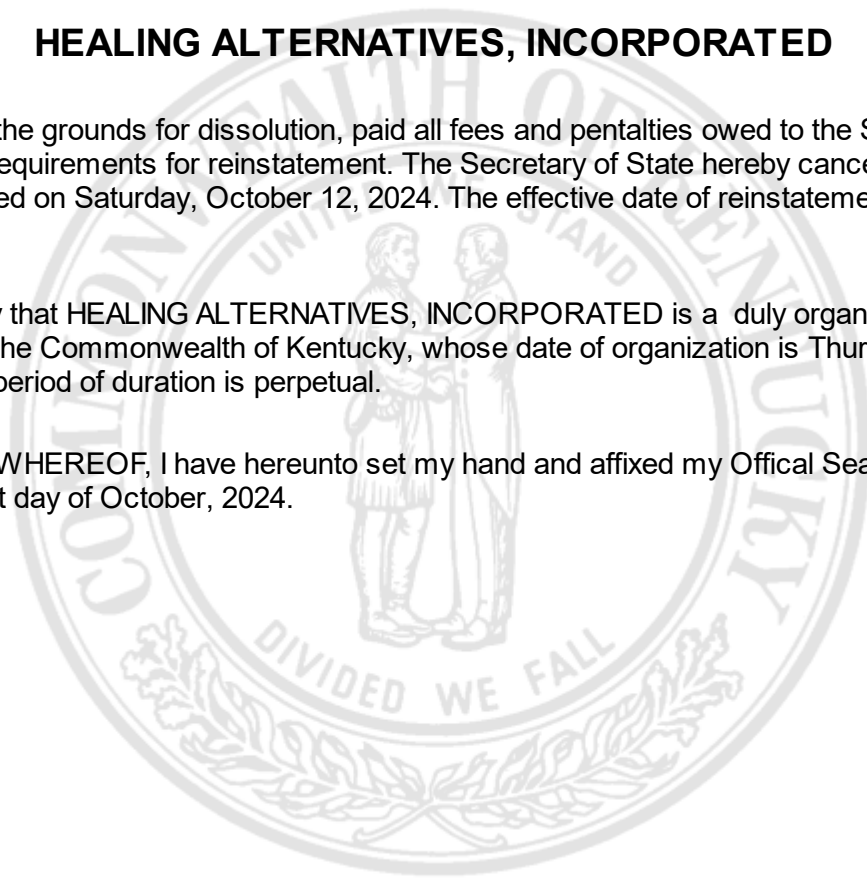 HEALING ALTERNATIVES, INCORPORATED
the grounds for dissolution, paid all fees and pentalties owed to the S
equirements for reinstatement. The Secretary of State hereby cance
ed on Saturday, October 12, 2024. The effective date of reinstateme
y that HEALING ALTERNATIVES, INCORPORATED is a duly organ
he Commonwealth of Kentucky, whose date of organization is Thur
period of duration is perpetual.
WHEREOF, I have hereunto set my hand and affixed my Offical Sea
t day of October, 2024.
COMMONWEALTH OF KENTUCKY
UNITED WE STAND
DIVIDED WE FALL